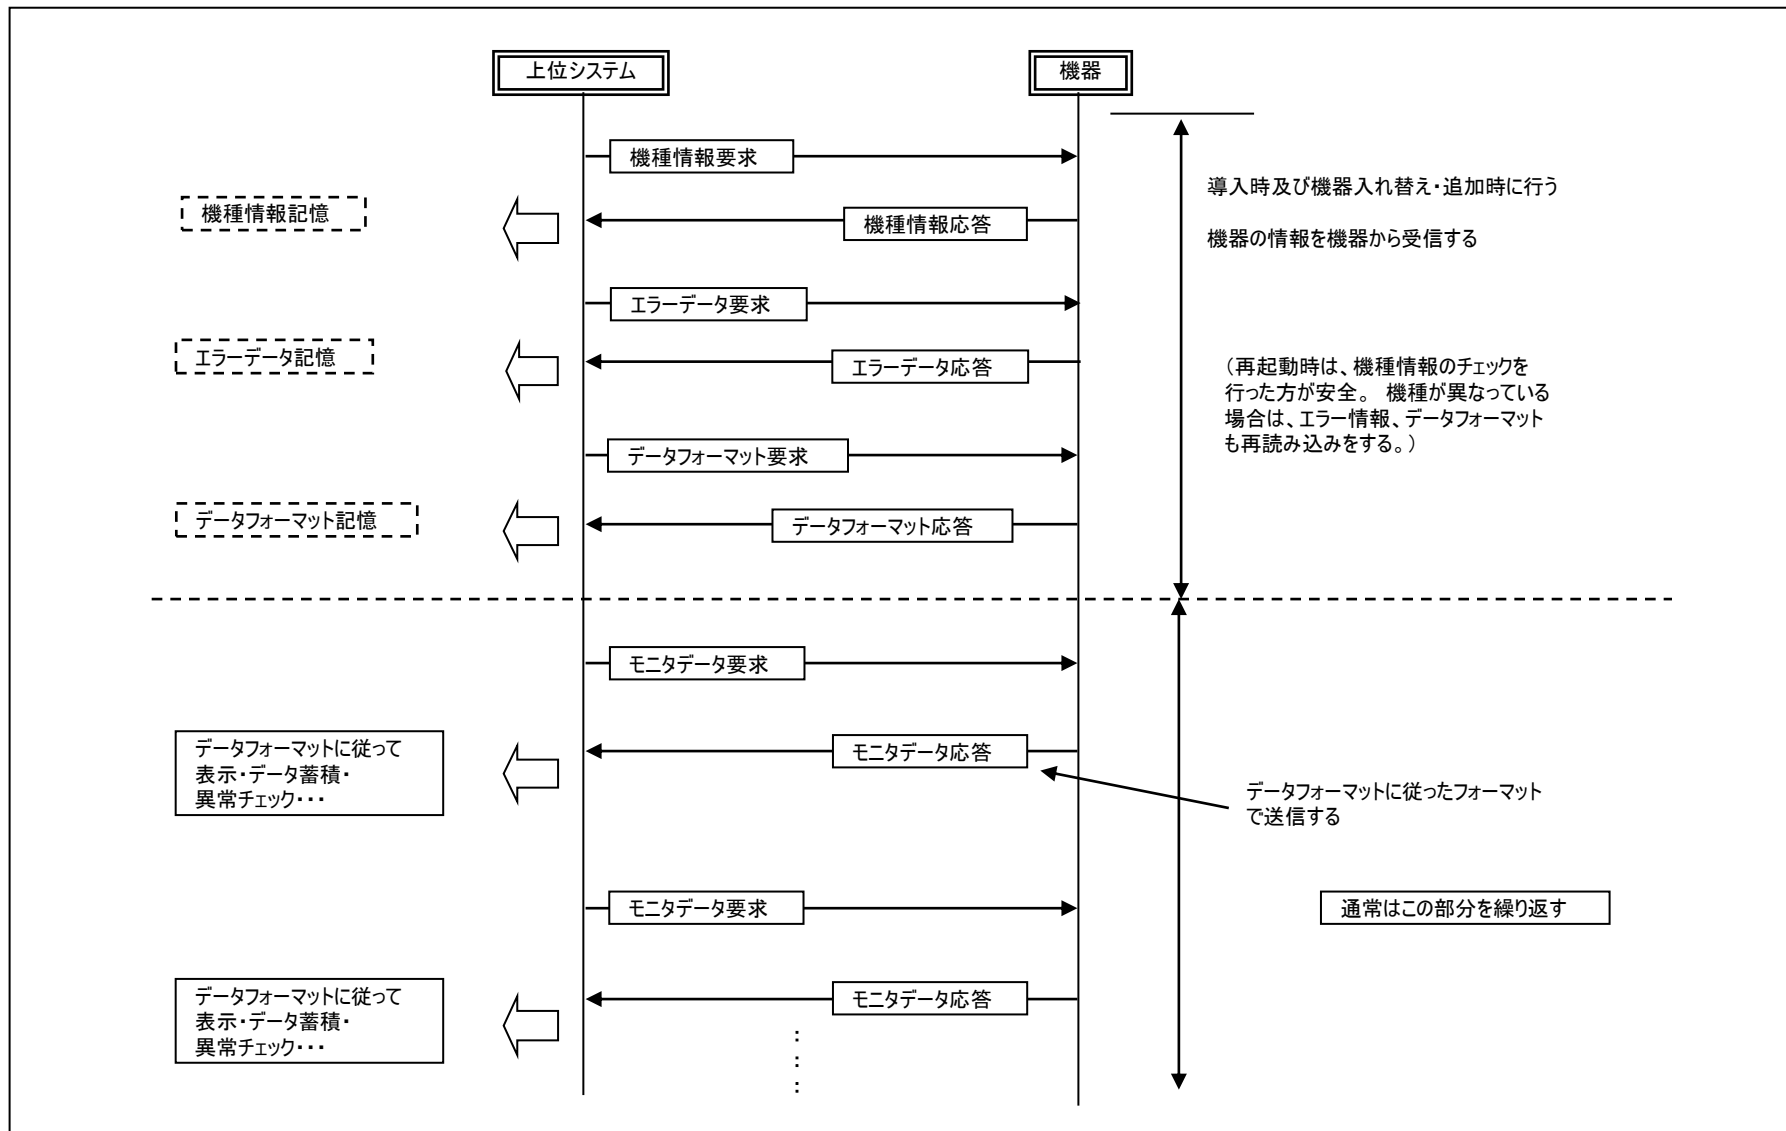 上位システム
機器
機種情報要求
導入時及び機器入れ替え・追加時に行う
機種情報記憶
機種情報応答
機器の情報を機器から受信する
エラーデータ要求
エラーデータ記憶
エラーデータ応答
（再起動時は、機種情報のチェックを
行った方が安全。 機種が異なっている
場合は、エラー情報、データフォーマット
も再読み込みをする。）
データフォーマット要求
データフォーマット記憶
データフォーマット応答
モニタデータ要求
データフォーマットに従って
表示・データ蓄積・
異常チェック・・・
モニタデータ応答
データフォーマットに従ったフォーマット
で送信する
モニタデータ要求
通常はこの部分を繰り返す
データフォーマットに従って
表示・データ蓄積・
異常チェック・・・
モニタデータ応答